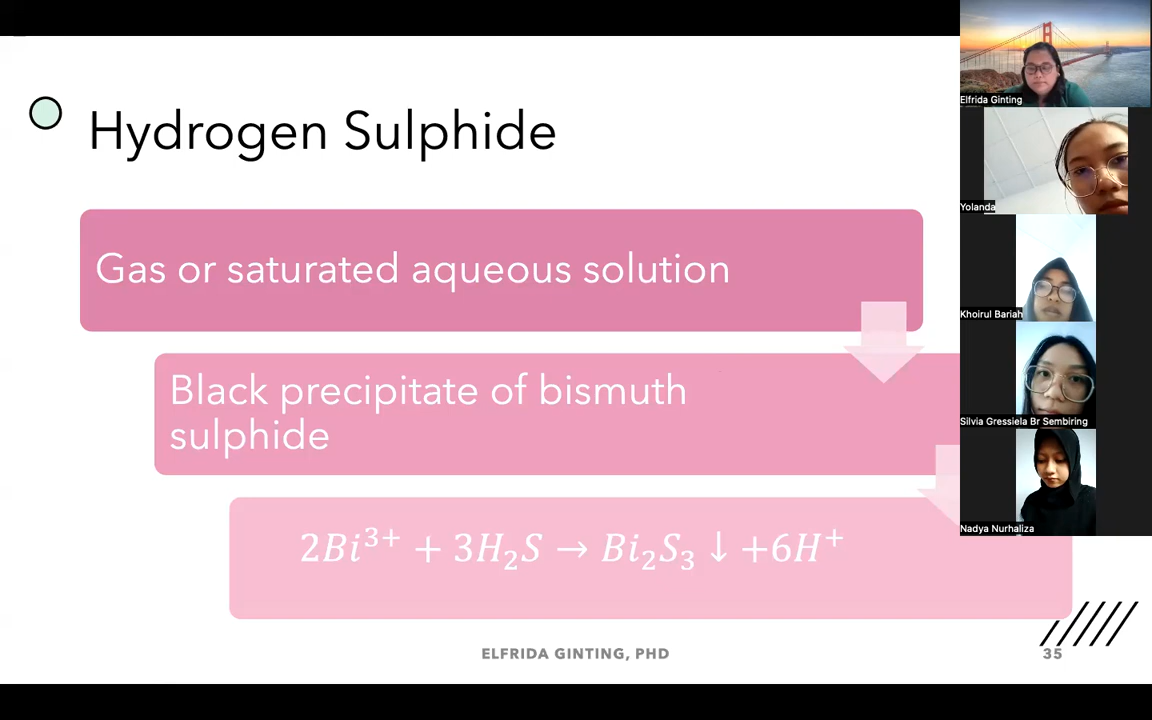 Hydrogen Sulphide
Gas or saturated aqueous solution
Black precipitate of bismuth
sulphide
2Bi³⁺ + 3H₂S → Bi₂S₃ ↓ +6H⁺
ELFRIDA GINTING, PHD
35
Elfrida Ginting
Yolanda
Khoirul Bariah
Silvia Gressiela Br Sembiring
Nadya Nurhaliza